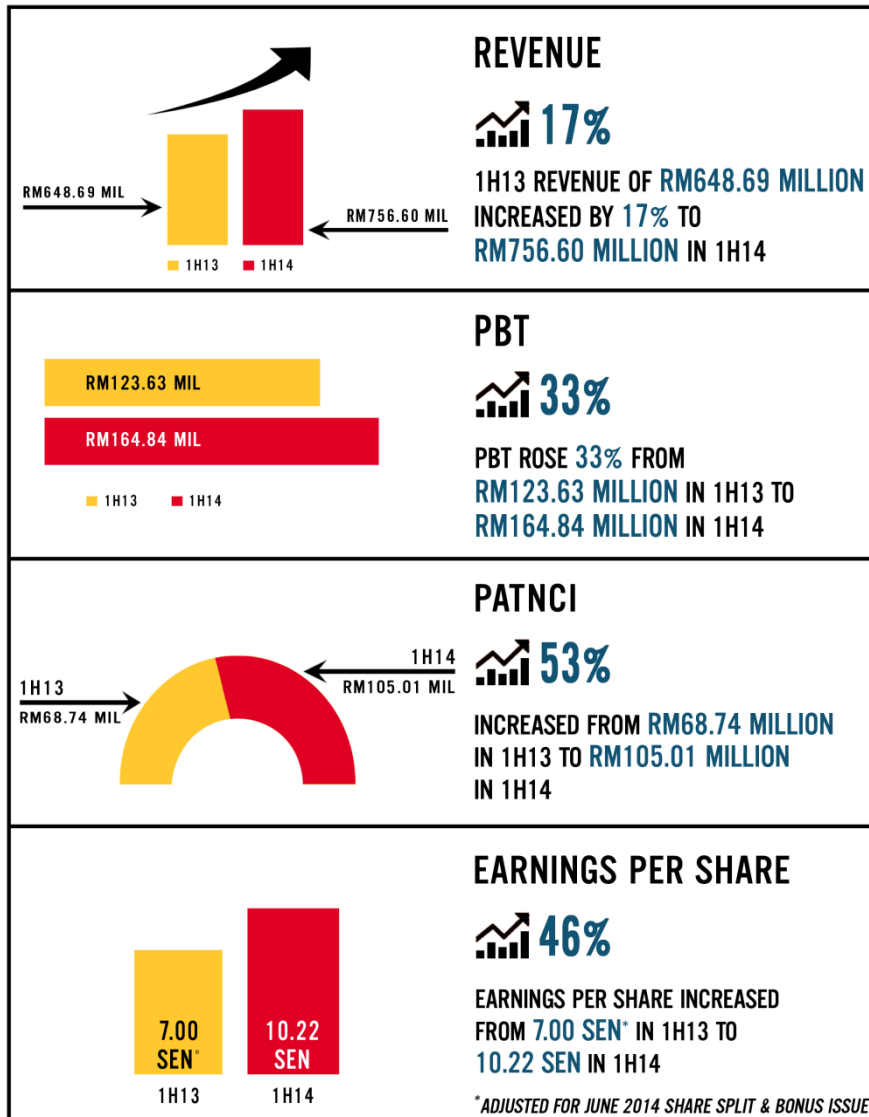 REVENUE
17%
1H13 REVENUE OF RM648.69 MILLION
INCREASED BY 17% TO
RM756.60 MILLION IN 1H14
RM648.69 MIL
RM756.60 MIL
1H13 1H14
PBT
33%
PBT ROSE 33% FROM
RM123.63 MILLION IN 1H13 TO
RM164.84 MILLION IN 1H14
RM123.63 MIL
RM164.84 MIL
1H13 1H14
PATNCI
53%
INCREASED FROM RM68.74 MILLION
IN 1H13 TO RM105.01 MILLION
IN 1H14
1H13
RM68.74 MIL
1H14
RM105.01 MIL
EARNINGS PER SHARE
46%
EARNINGS PER SHARE INCREASED
FROM 7.00 SEN* IN 1H13 TO
10.22 SEN IN 1H14
*ADJUSTED FOR JUNE 2014 SHARE SPLIT & BONUS ISSUE
7.00
SEN*
10.22
SEN
1H13 1H14